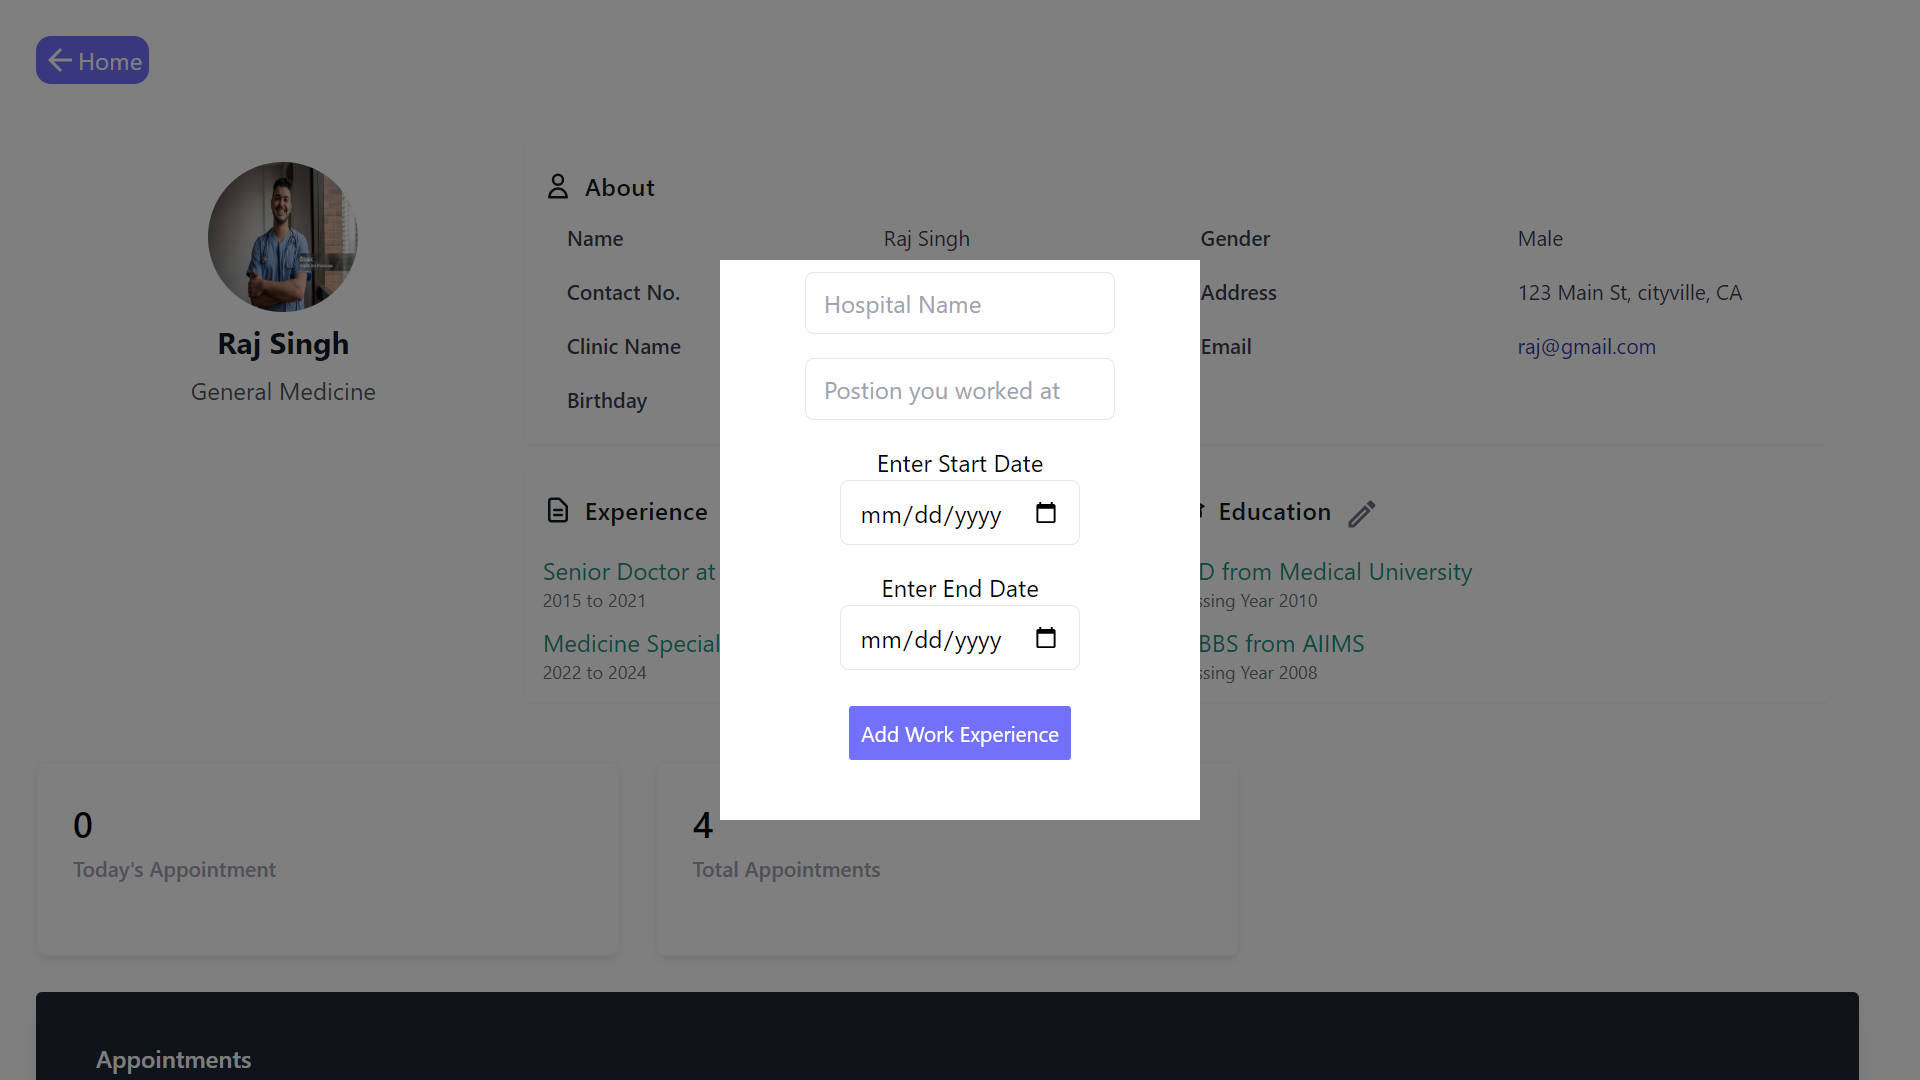 Home
About
Name Raj Singh Gender Male
Contact No. Address 123 Main St, cityville, CA
Clinic Name Email raj@gmail.com
Birthday
Raj Singh
General Medicine
Hospital Name
Postion you worked at
Enter Start Date
mm/dd/yyyy
Enter End Date
mm/dd/yyyy
Add Work Experience
Experience
Senior Doctor at
2015 to 2021
Medicine Special
2022 to 2024
Education
D from Medical University
ssing Year 2010
BBS from AIIMS
ssing Year 2008
0
Today's Appointment
4
Total Appointments
Appointments